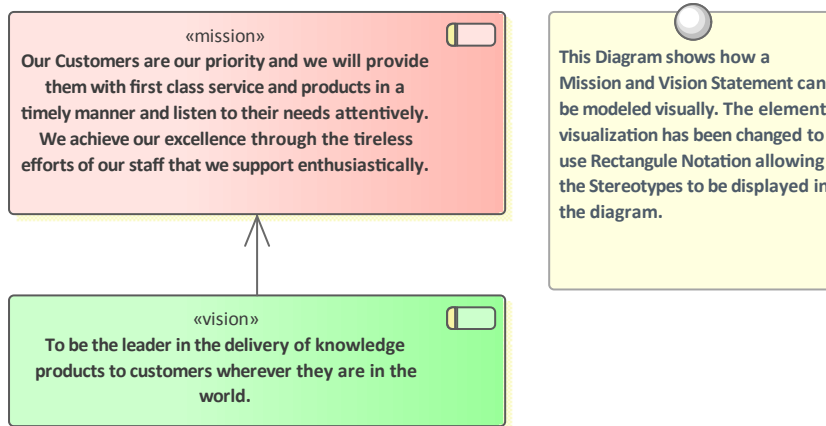 «mission»
Our Customers are our priority and we will provide
them with first class service and products in a
timely manner and listen to their needs attentively.
We achieve our excellence through the tireless
efforts of our staff that we support enthusiastically.
«vision»
To be the leader in the delivery of knowledge
products to customers wherever they are in the
world.
This Diagram shows how a
Mission and Vision Statement can
be modeled visually. The element
visualization has been changed to
use Rectangule Notation allowing
the Stereotypes to be displayed in
the diagram.